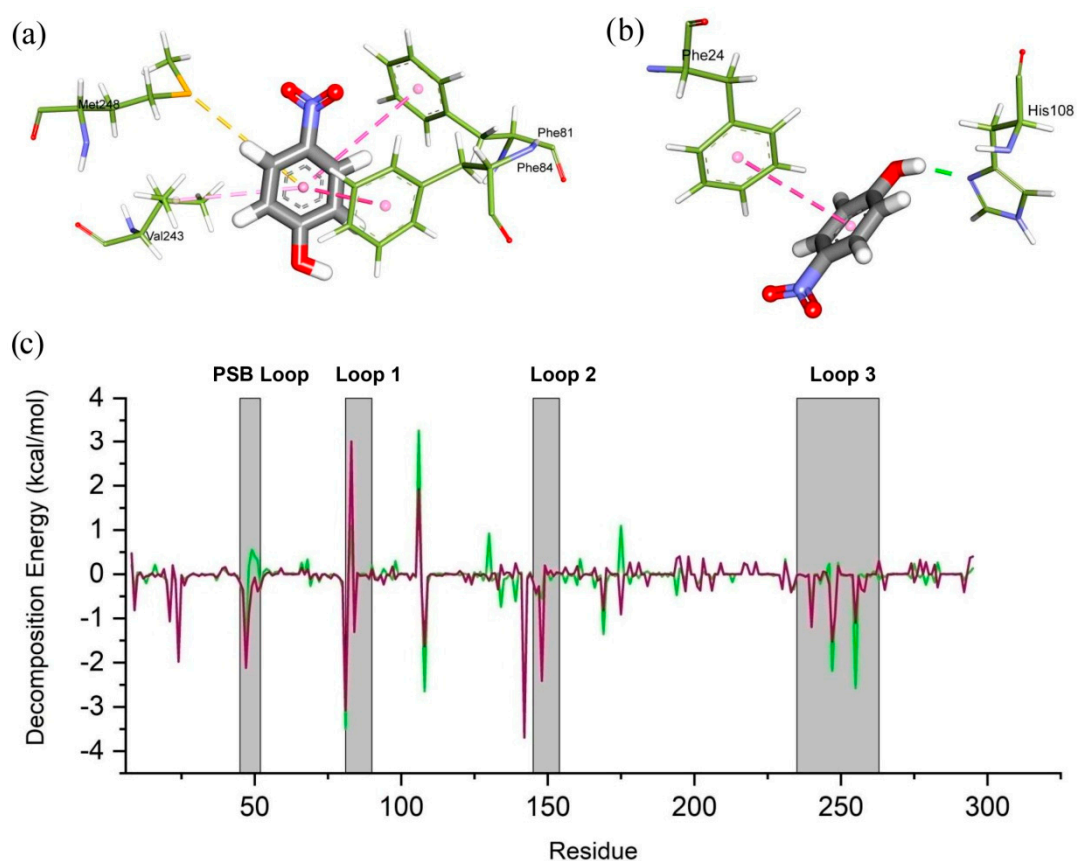 (a)
Met248
Val243
Phe81
Phe84
(b)
Phe24
His108
(c)
PSB Loop
Loop 1
Loop 2
Loop 3
Decomposition Energy (kcal/mol)
4
3
2
1
0
-1
-2
-3
-4
50
100
150
200
250
300
Residue